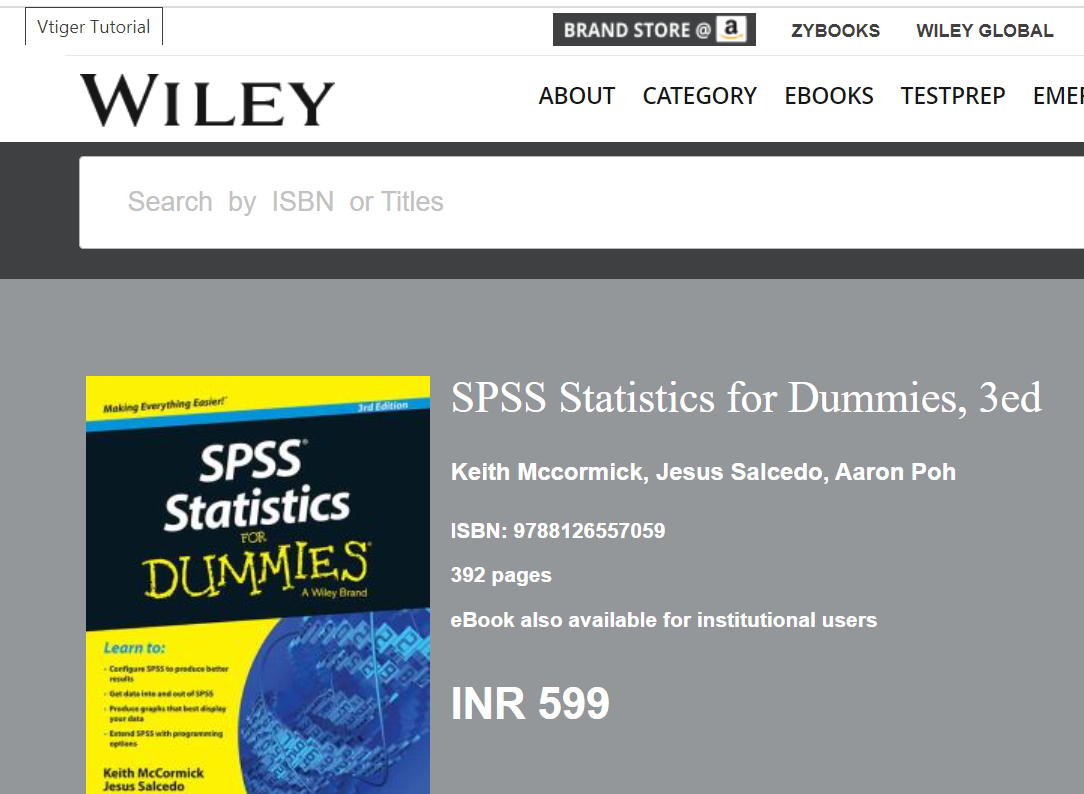 Vtiger Tutorial
BRAND STORE @ a
ZYBOOKS
WILEY GLOBAL
WILEY
ABOUT
CATEGORY
EBOOKS
TESTPREP
EMER
Search by ISBN or Titles
Making Everything Easier!™
3rd Edition
SPSS®
Statistics
FOR
DUMMIES®
A Wiley Brand
Learn to:
- Configure SPSS to produce better
results
- Get data into and out of SPSS
- Produce graphs that best display
your data
- Extend SPSS with programming
options
Keith McCormick
Jesus Salcedo
SPSS Statistics for Dummies, 3ed
Keith Mccormick, Jesus Salcedo, Aaron Poh
ISBN: 9788126557059
392 pages
eBook also available for institutional users
INR 599